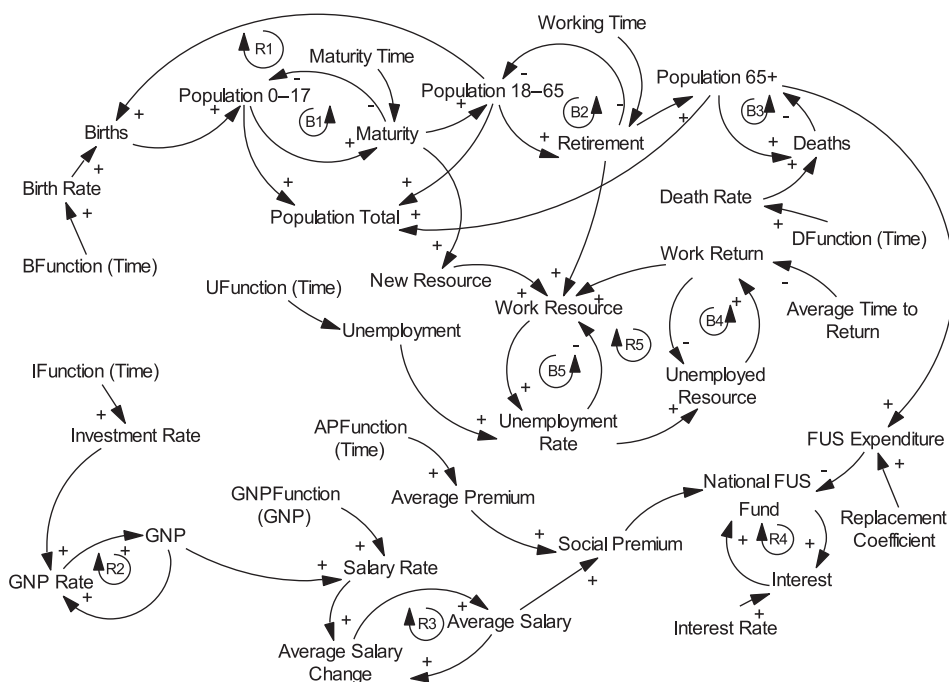 Working Time
R1
Maturity Time
Population 0–17
Population 18–65
Population 65+
B1
B2
B3
Births
Maturity
Retirement
Deaths
Birth Rate
Population Total
Death Rate
BFunction (Time)
DFunction (Time)
New Resource
Work Return
UFunction (Time)
Work Resource
Average Time to
Return
Unemployment
R5
B4
B5
Unemployed
Resource
IFunction (Time)
Investment Rate
Unemployment
Rate
APFunction
(Time)
FUS Expenditure
GNPFunction
(GNP)
Average Premium
National FUS
Fund
Replacement
Coefficient
GNP
R2
GNP Rate
Salary Rate
Social Premium
R4
Interest
R3
Average Salary
Interest Rate
Average Salary
Change